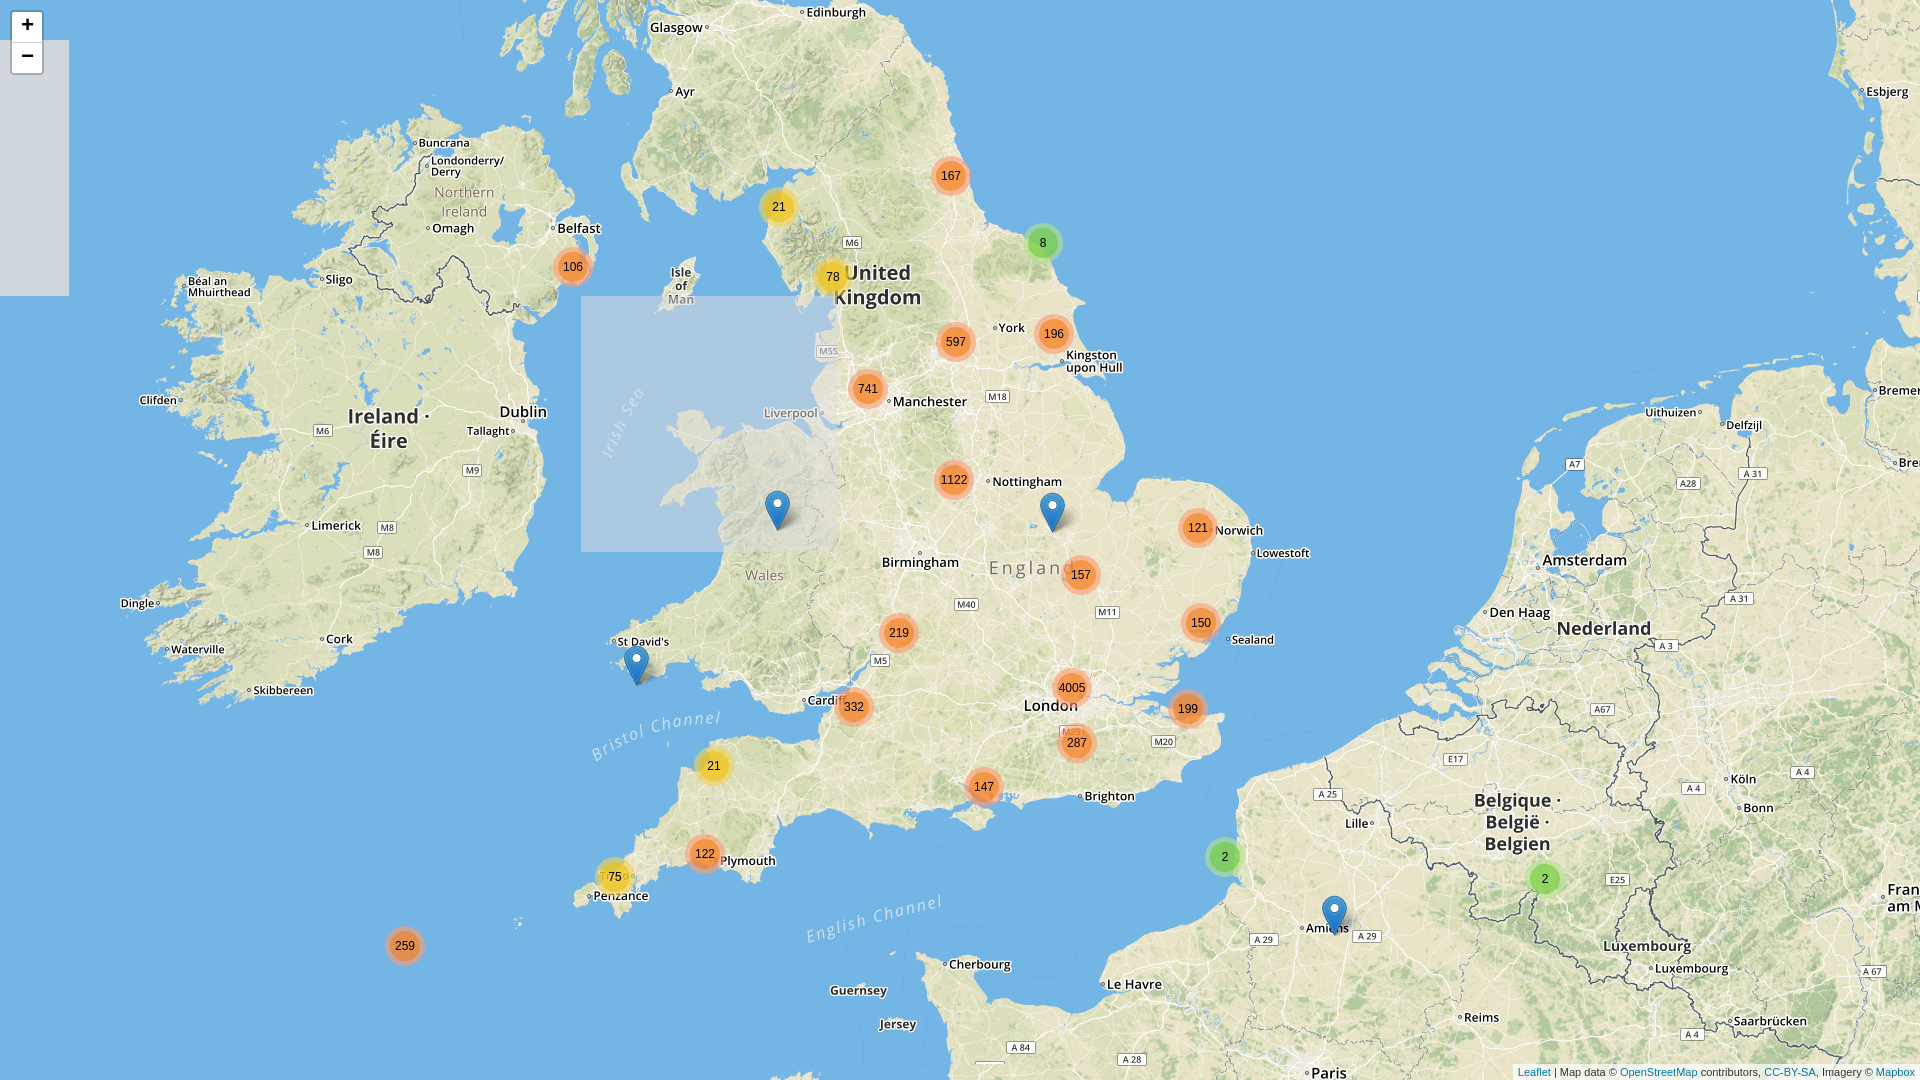 +
−
Edinburgh
Glasgow
Ayr
Esbjerg
Buncrana
Londonderry/
Derry
Northern
Ireland
Omagh
Belfast
167
21
8
M6
106
78
United
Kingdom
Isle
of
Man
Sligo
Béal an
Mhuirthead
York
196
597
M55
Kingston
upon Hull
741
Manchester
M18
Liverpool
Irish Sea
Clifden
Dublin
Ireland ·
Éire
M6
Tallaght
M9
Uithuizen
Delfzijl
Bremer
A7
A 31
A28
Bre
1122
Nottingham
Limerick
M8
M8
121
Norwich
Lowestoft
Birmingham
England
157
Wales
Amsterdam
A 31
M40
M11
Dingle
Den Haag
Nederland
150
Sealand
219
Cork
Waterville
St David's
M5
A 3
Skibbereen
4005
London
Cardiff
332
199
A67
Bristol Channel
M25
287
M20
E17
21
147
Brighton
A 25
A 4
Köln
A 4
Bonn
Belgique ·
België ·
Belgien
Lille
122
Plymouth
2
75
Penzance
2
E25
Fran
am M
English Channel
Amiens
A 29
A 29
259
Luxembourg
Luxembourg
A 67
Cherbourg
Le Havre
Guernsey
Jersey
Reims
Saarbrücken
A 4
A 84
A 28
Paris
Leaflet | Map data © OpenStreetMap contributors, CC-BY-SA, Imagery © Mapbox